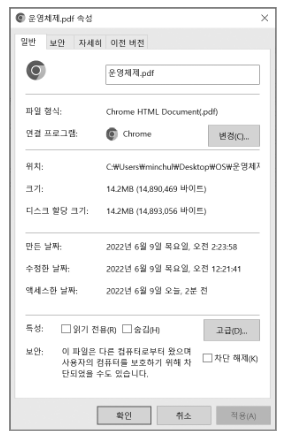 운영체제.pdf 속성
일반 보안 자세히 이전 버전
운영체제.pdf
파일 형식: Chrome HTML Document(.pdf)
연결 프로그램: Chrome 변경(C)...
위치: C:₩Users₩minchul₩Desktop₩OS₩운영체제
크기: 14.2MB (14,890,469 바이트)
디스크 할당 크기: 14.2MB (14,893,056 바이트)
만든 날짜: 2022년 6월 9일 목요일, 오전 2:23:58
수정한 날짜: 2022년 6월 9일 목요일, 오전 12:21:41
액세스한 날짜: 2022년 6월 9일 오늘, 2분 전
특성: 읽기 전용(R) 숨김(H) 고급(D)...
보안: 이 파일은 다른 컴퓨터로부터 왔으며
사용자의 컴퓨터를 보호하기 위해 차
단되었을 수도 있습니다.
차단 해제(K)
확인 취소 적용(A)